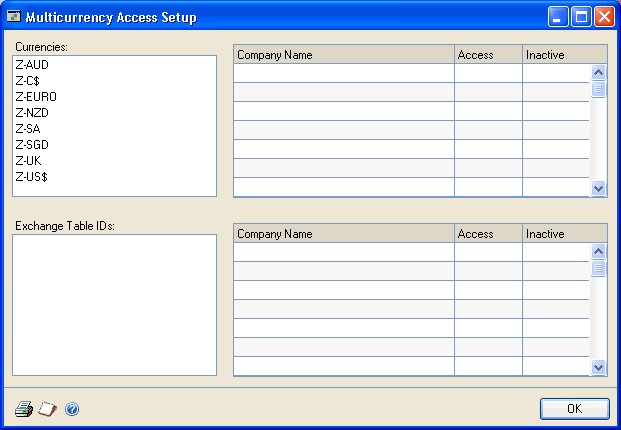 Multicurrency Access Setup
Currencies:
Z-AUD
Z-C$
Z-EURO
Z-NZD
Z-SA
Z-SGD
Z-UK
Z-US$
Company Name Access Inactive
Exchange Table IDs:
Company Name Access Inactive
OK